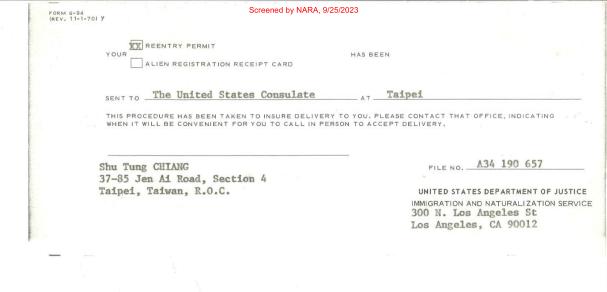 Screened by NARA, 9/25/2023
FORM G-94
(REV. 11-1-70) Y
YOUR
XX REENTRY PERMIT
ALIEN REGISTRATION RECEIPT CARD
HAS BEEN
SENT TO The United States Consulate AT Taipei
THIS PROCEDURE HAS BEEN TAKEN TO INSURE DELIVERY TO YOU. PLEASE CONTACT THAT OFFICE, INDICATING
WHEN IT WILL BE CONVENIENT FOR YOU TO CALL IN PERSON TO ACCEPT DELIVERY.
Shu Tung CHIANG
37-85 Jen Ai Road, Section 4
Taipei, Taiwan, R.O.C.
FILE NO. A34 190 657
UNITED STATES DEPARTMENT OF JUSTICE
IMMIGRATION AND NATURALIZATION SERVICE
300 N. Los Angeles St
Los Angeles, CA 90012